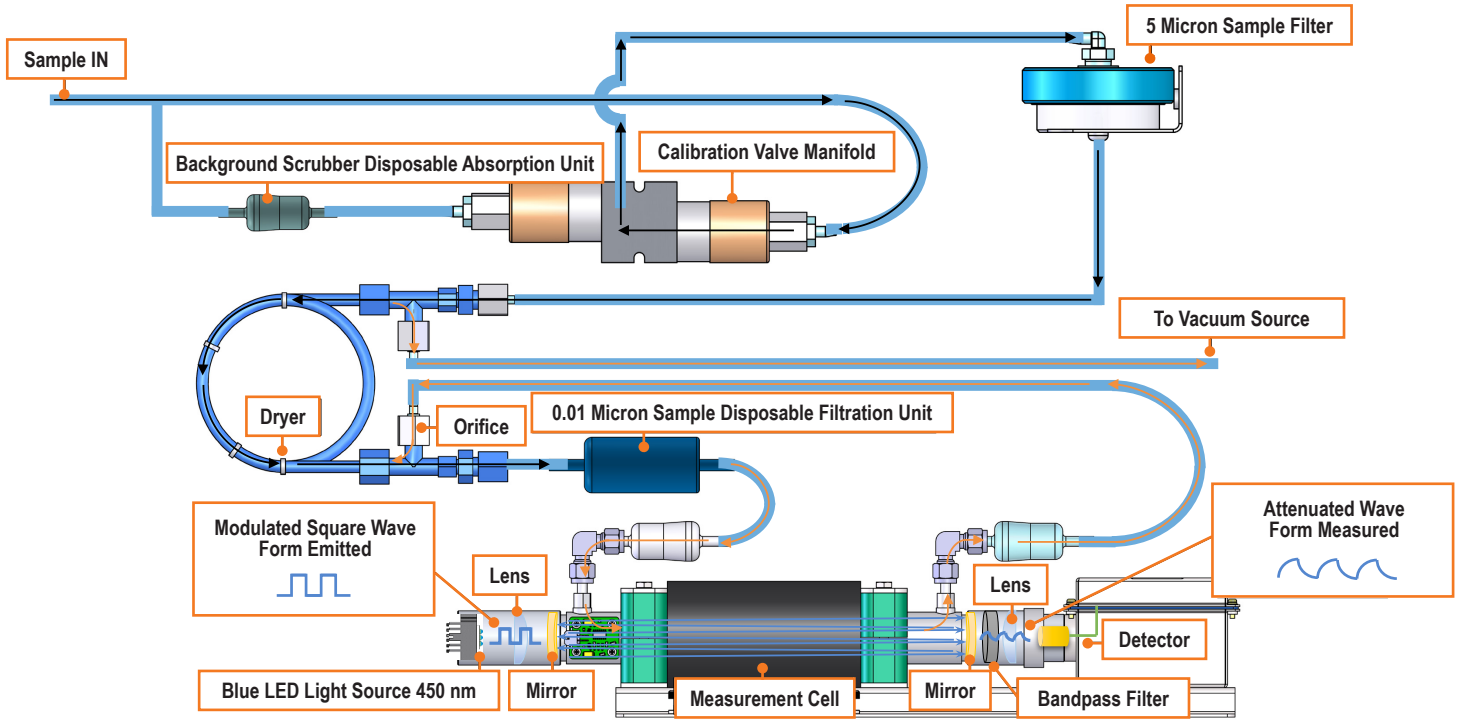 5 Micron Sample Filter
Sample IN
Background Scrubber Disposable Absorption Unit
Calibration Valve Manifold
To Vacuum Source
Dryer
Orifice
0.01 Micron Sample Disposable Filtration Unit
Modulated Square Wave
Form Emitted
Attenuated Wave
Form Measured
Lens
Lens
Detector
Blue LED Light Source 450 nm
Mirror
Measurement Cell
Mirror
Bandpass Filter